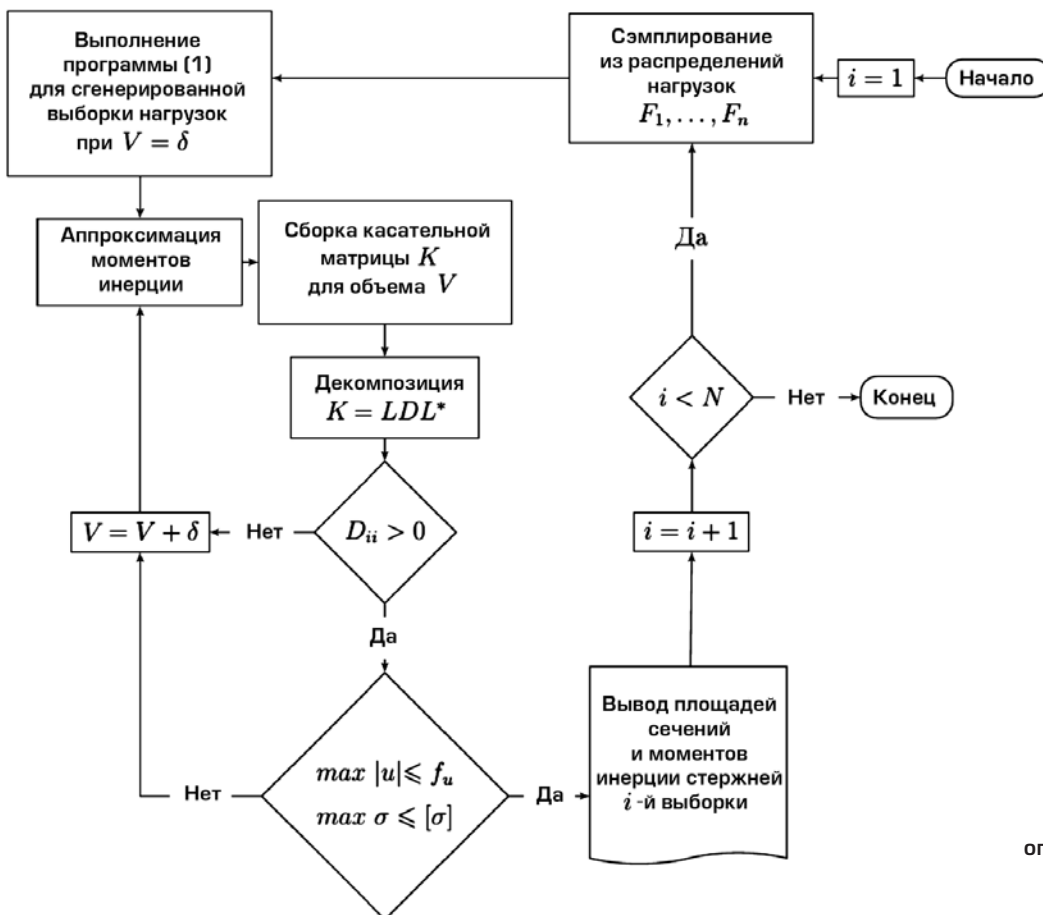 Начало
i = 1
Сэмплирование
из распределений
нагрузок
F₁, . . . , Fₙ
Выполнение
программы (1)
для сгенерированной
выборки нагрузок
при V = δ
Аппроксимация
моментов
инерции
Сборка касательной
матрицы K
для объема V
Декомпозиция
K = LDL*
Dᵢᵢ > 0
Нет
V = V + δ
Да
max |u| ⩽ fᵤ
max σ ⩽ [σ]
Нет
Да
Вывод площадей
сечений
и моментов
инерции стержней
i -й выборки
i = i + 1
i < N
Да
Нет
Конец